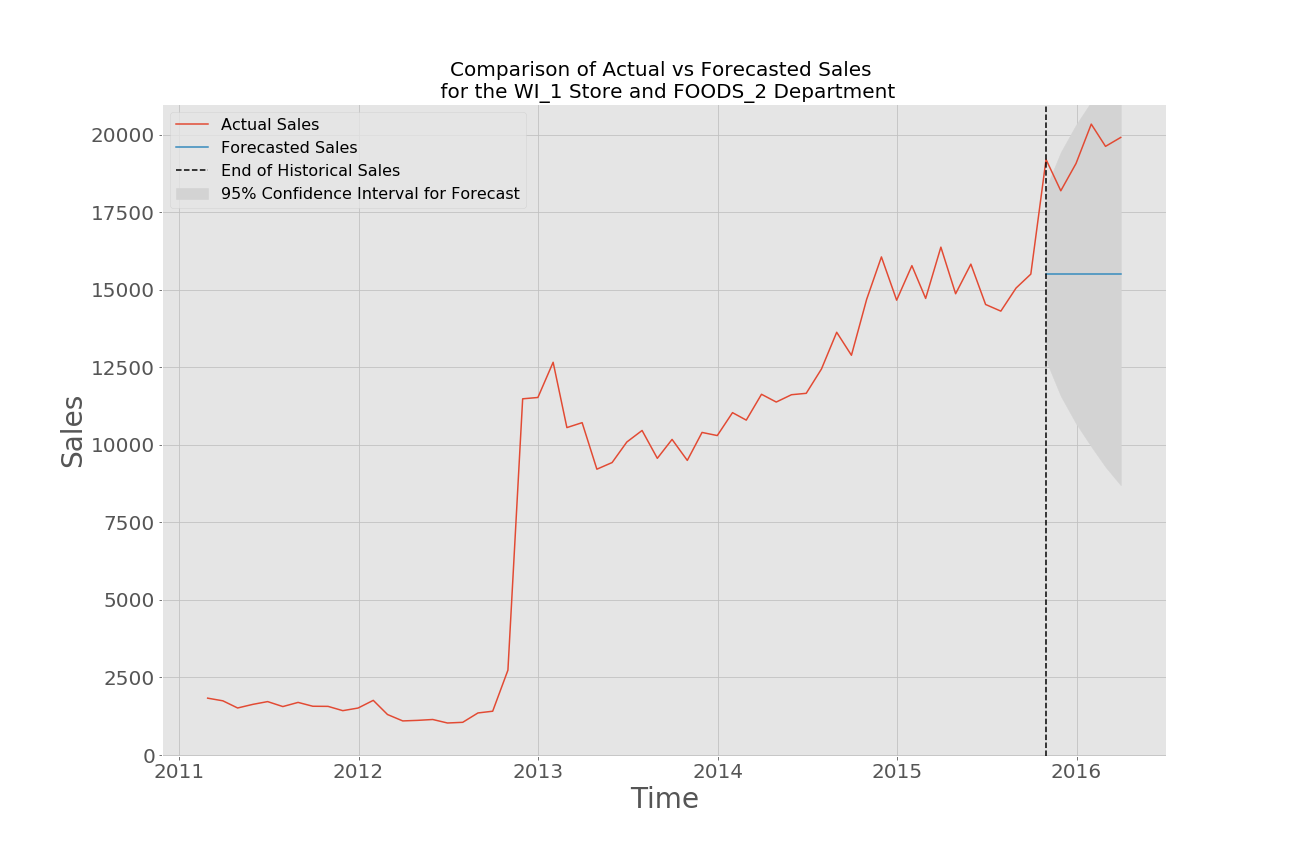 Comparison of Actual vs Forecasted Sales
for the WI_1 Store and FOODS_2 Department
Actual Sales
Forecasted Sales
End of Historical Sales
95% Confidence Interval for Forecast
20000
17500
15000
12500
10000
7500
5000
2500
0
Sales
2011 2012 2013 2014 2015 2016
Time